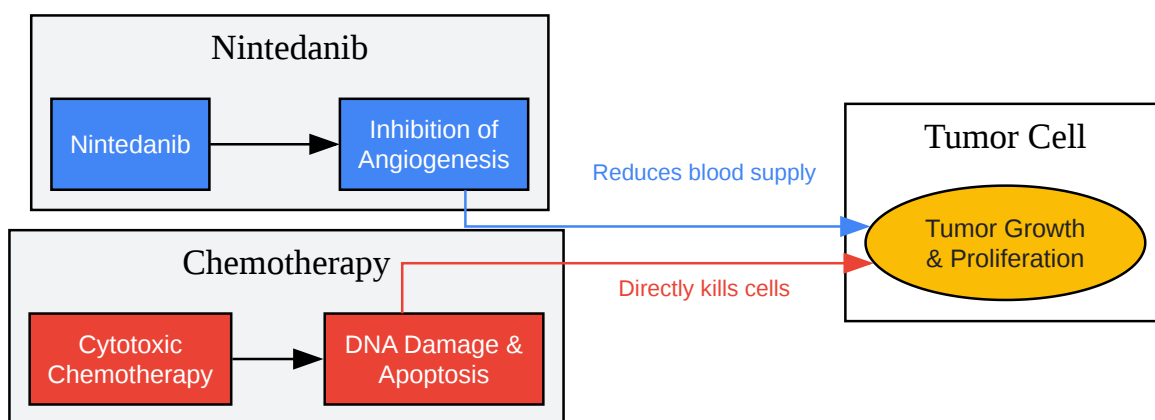 Nintedanib
Nintedanib
Inhibition of
Angiogenesis
Reduces blood supply
Tumor Cell
Tumor Growth
& Proliferation
Chemotherapy
Directly kills cells
Cytotoxic
Chemotherapy
DNA Damage &
Apoptosis